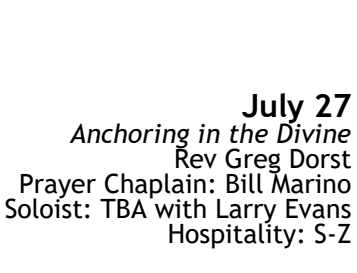 July 27
Anchoring in the Divine
Rev Greg Dorst
Prayer Chaplain: Bill Marino
Soloist: TBA with Larry Evans
Hospitality: S-Z